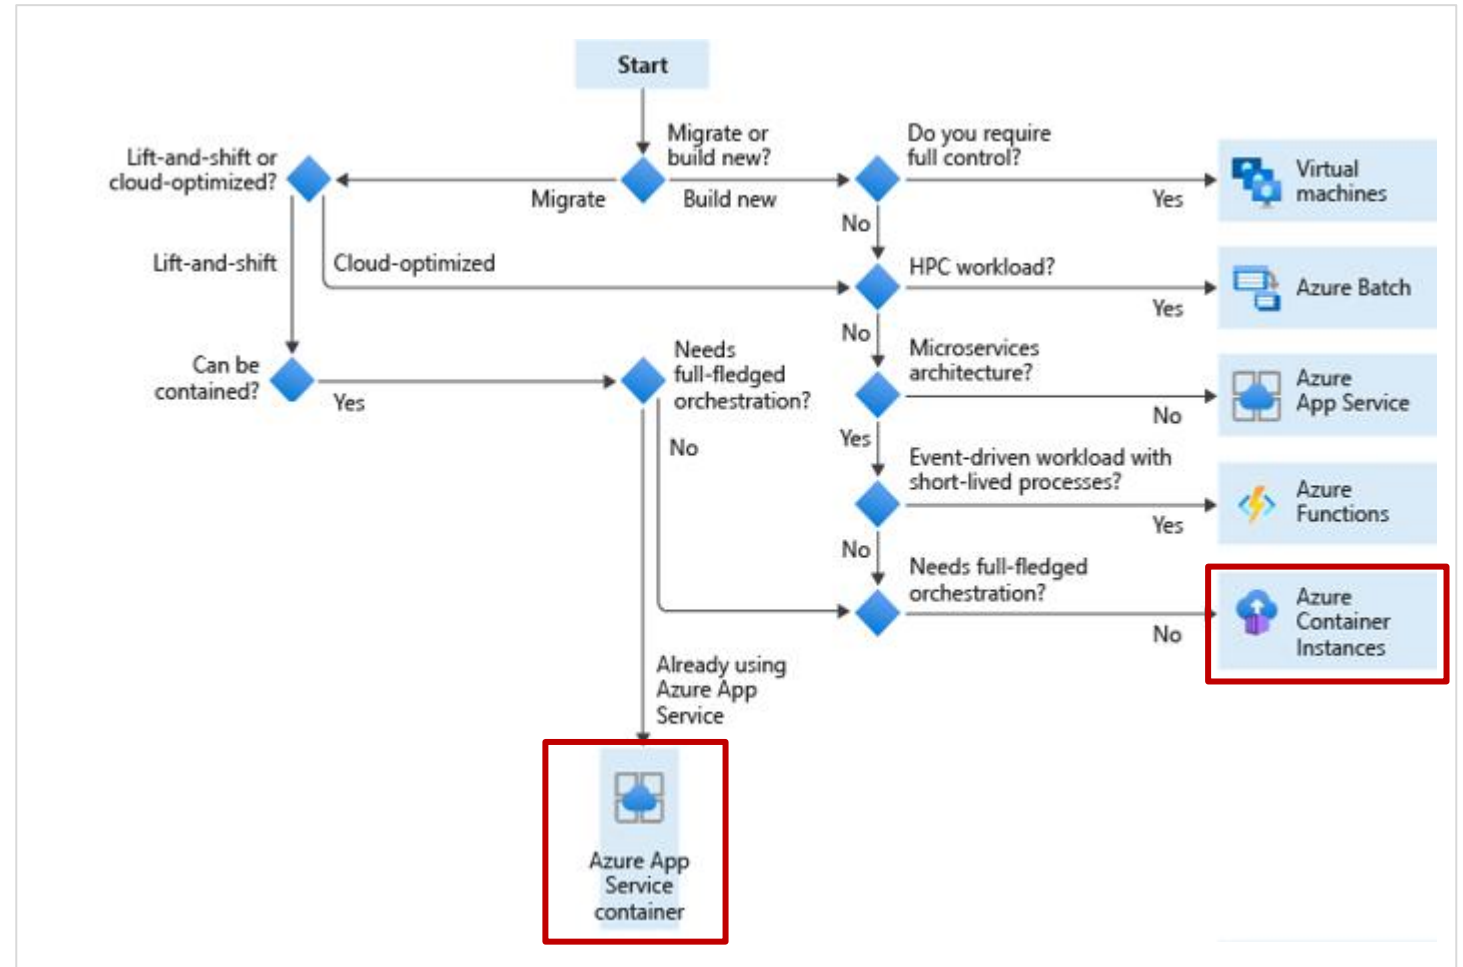 Start
Migrate or
build new?
Migrate
Build new
Lift-and-shift or
cloud-optimized?
Lift-and-shift
Cloud-optimized
Can be
contained?
Yes
Needs
full-fledged
orchestration?
No
Already using
Azure App
Service
Azure App
Service
container
Do you require
full control?
Yes
No
Virtual
machines
HPC workload?
Yes
No
Azure Batch
Microservices
architecture?
No
Yes
Azure
App Service
Event-driven workload with
short-lived processes?
Yes
No
Azure
Functions
Needs full-fledged
orchestration?
No
Azure
Container
Instances